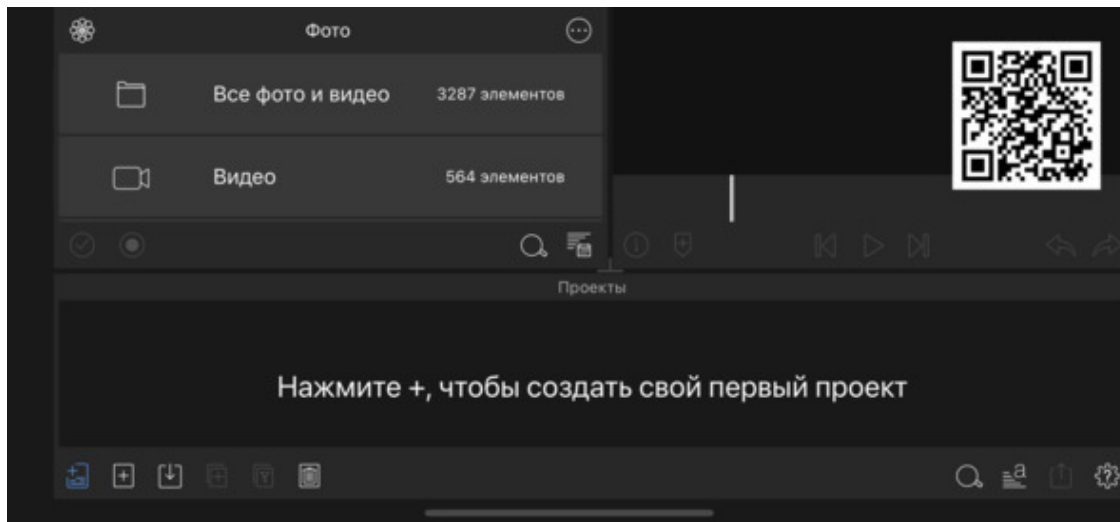 Фото
Все фото и видео 3287 элементов
Видео 564 элементов
Проекты
Нажмите +, чтобы создать свой первый проект